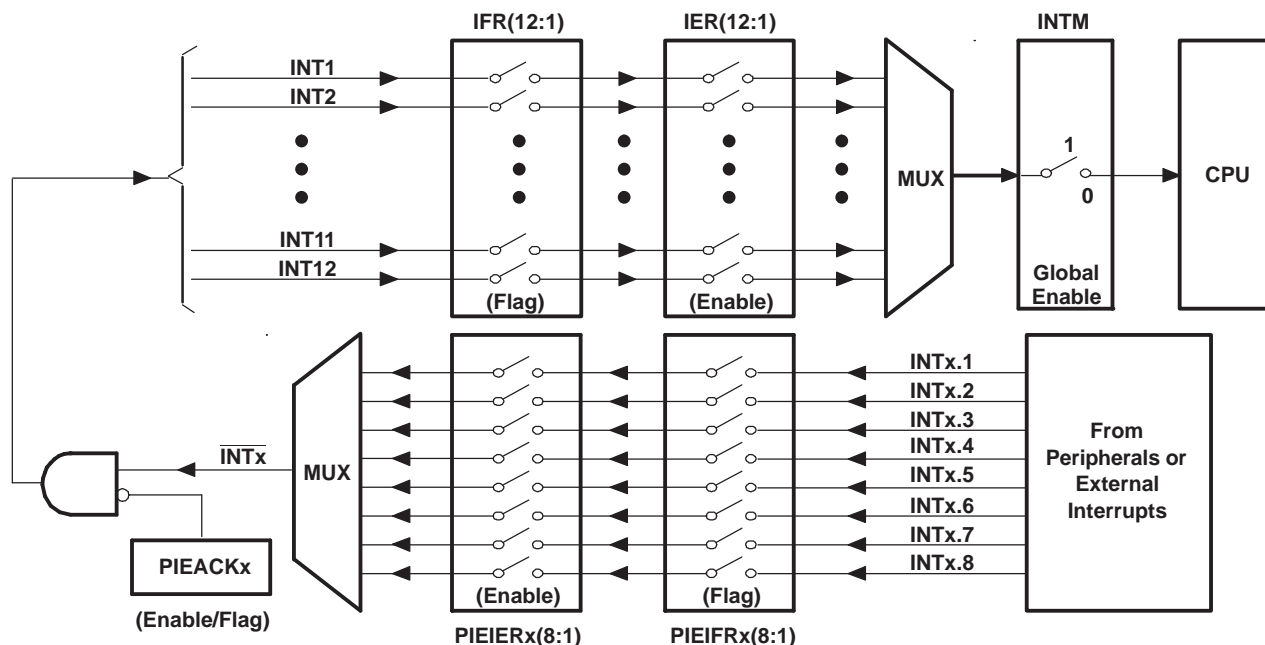 IFR(12:1)
IER(12:1)
INTM
INT1
INT2
INT11
INT12
(Flag)
(Enable)
MUX
1
0
Global
Enable
CPU
INTx
MUX
PIEACKx
(Enable/Flag)
(Enable)
PIEIERx(8:1)
(Flag)
PIEIFRx(8:1)
INTx.1
INTx.2
INTx.3
INTx.4
INTx.5
INTx.6
INTx.7
INTx.8
From
Peripherals or
External
Interrupts